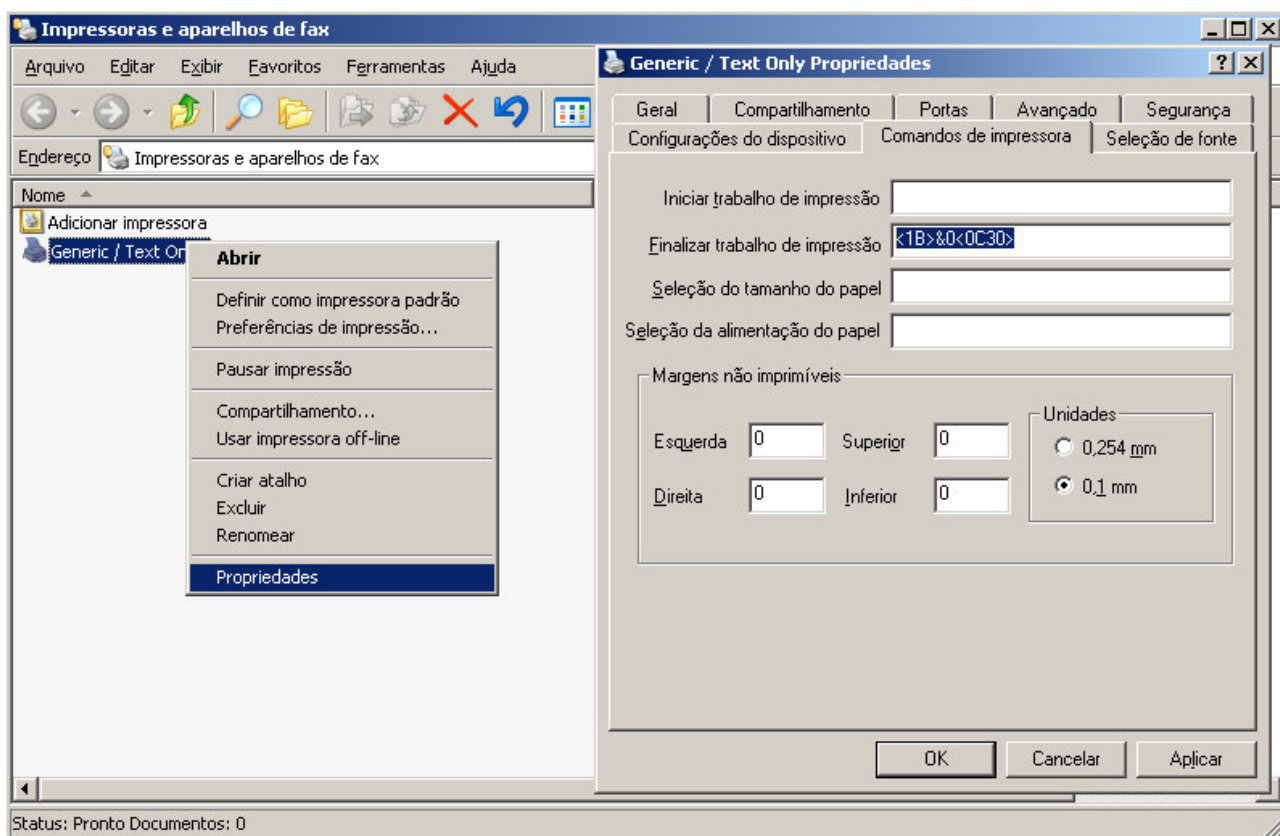 Impressoras e aparelhos de fax
Arquivo Editar Exibir Favoritos Ferramentas Ajuda
Endereço Impressoras e aparelhos de fax
Nome
Adicionar impressora
Generic / Text On
Abrir
Definir como impressora padrão
Preferências de impressão...
Pausar impressão
Compartilhamento...
Usar impressora off-line
Criar atalho
Excluir
Renomear
Propriedades
Status: Pronto Documentos: 0
Generic / Text Only Propriedades
Geral Compartilhamento Portas Avançado Segurança
Configurações do dispositivo Comandos de impressora Seleção de fonte
Iniciar trabalho de impressão
Finalizar trabalho de impressão <1B>&0<0C30>
Seleção do tamanho do papel
Seleção da alimentação do papel
Margens não imprimíveis
Esquerda 0 Superior 0
Direita 0 Inferior 0
Unidades
0,254 mm
0,1 mm
OK Cancelar Aplicar